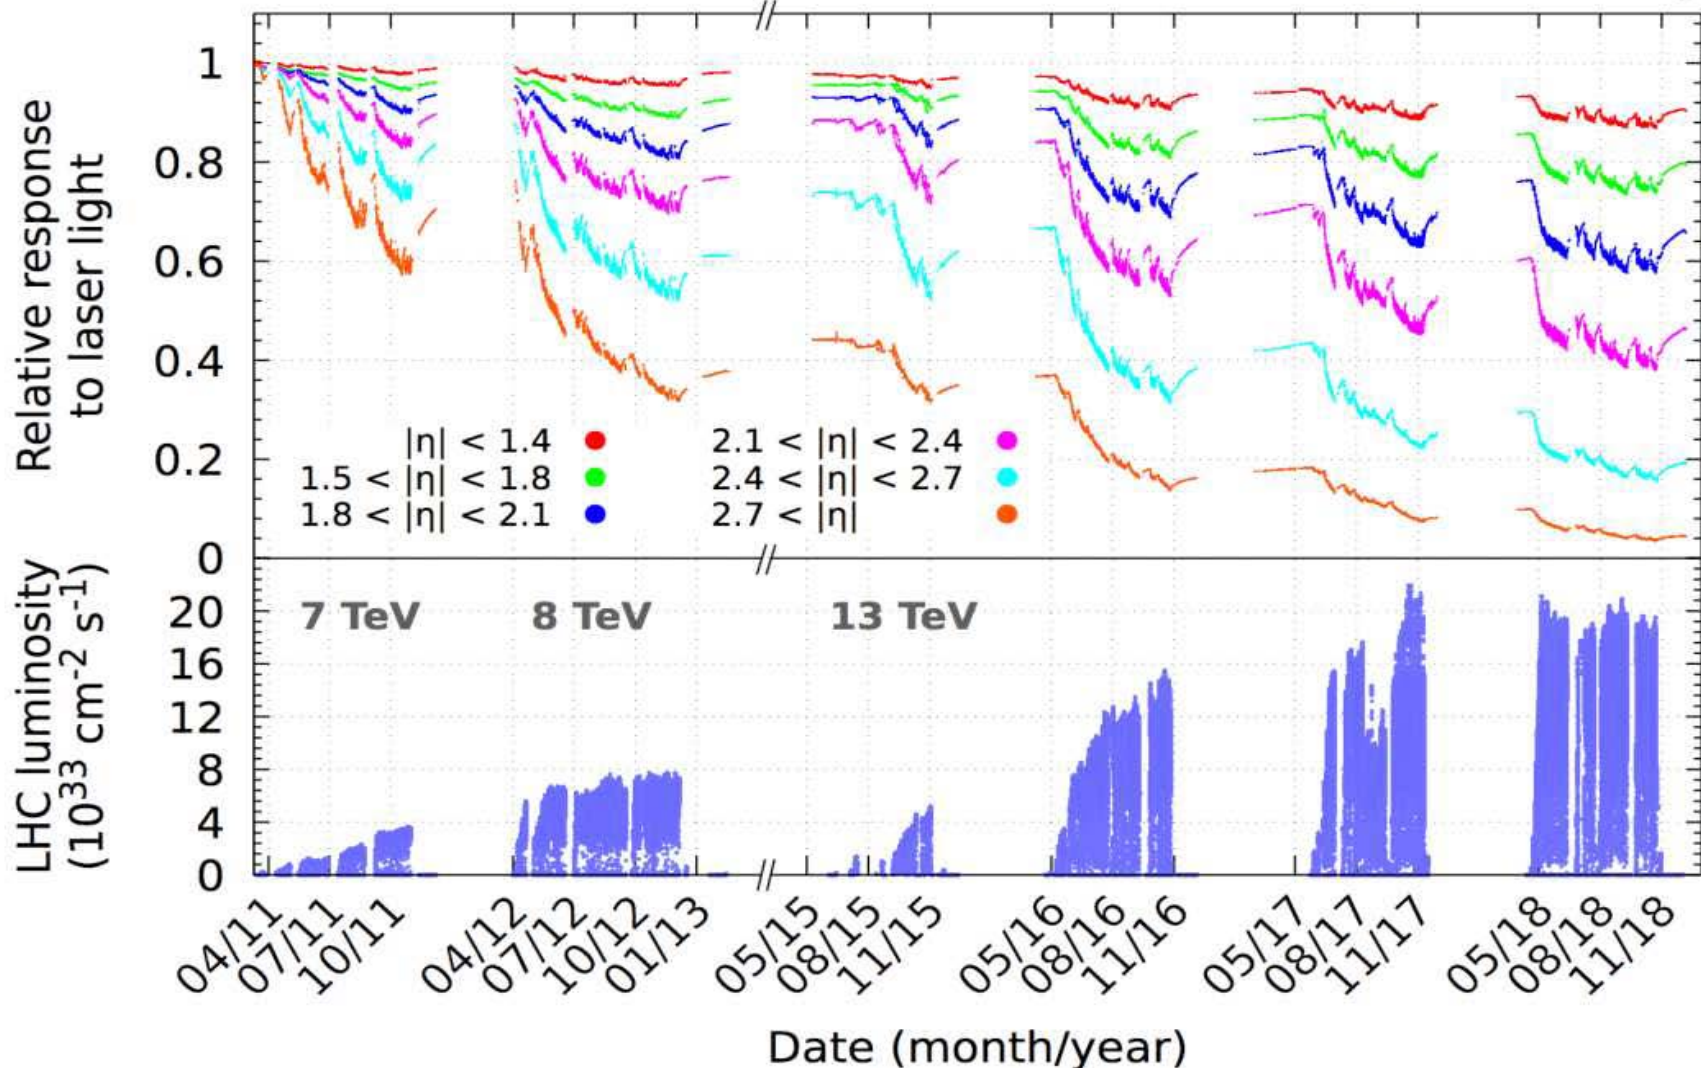 Relative response
to laser light
1
0.8
0.6
0.4
0.2
0
|η| < 1.4
1.5 < |η| < 1.8
1.8 < |η| < 2.1
2.1 < |η| < 2.4
2.4 < |η| < 2.7
2.7 < |η|
LHC luminosity
(10³³ cm⁻² s⁻¹)
20
16
12
8
4
0
7 TeV
8 TeV
13 TeV
04/11
07/11
10/11
04/12
07/12
10/12
01/13
05/15
08/15
11/15
05/16
08/16
11/16
05/17
08/17
11/17
05/18
08/18
11/18
Date (month/year)